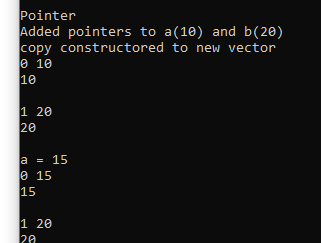 Pointer
Added pointers to a(10) and b(20)
copy constructored to new vector
0 10
10
1 20
20
a = 15
0 15
15
1 20
20